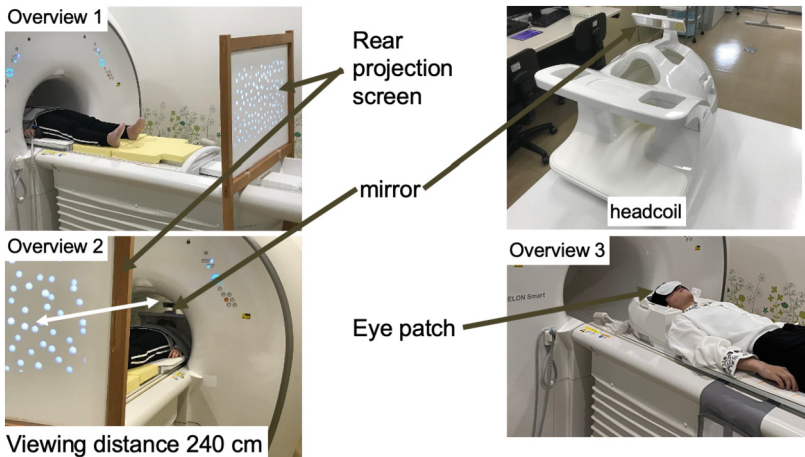 Overview 1
Rear
projection
screen
mirror
headcoil
Overview 2
Viewing distance 240 cm
Overview 3
ELON Smart
Eye patch